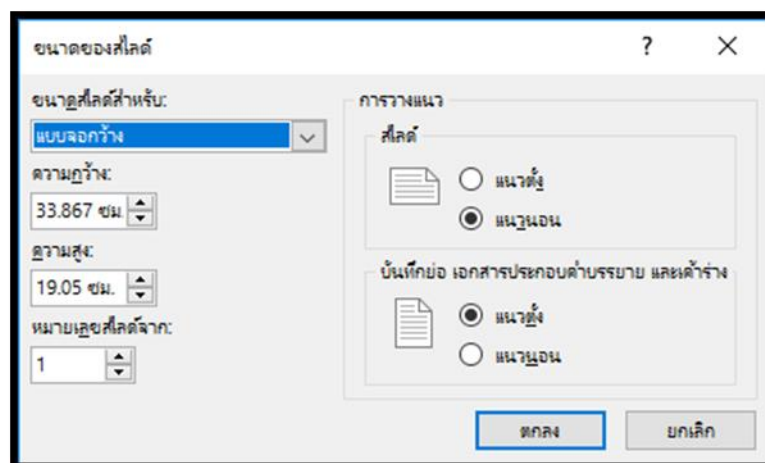 ขนาดของสไลด์
ขนาดสไลด์สำหรับ:
แบบจอกว้าง
ความกว้าง:
33.867 ซม.
ความสูง:
19.05 ซม.
หมายเลขสไลด์จาก:
1
การวางแนว
สไลด์
แนวตั้ง
แนวนอน
บันทึกย่อ เอกสารประกอบคำบรรยาย และเค้าร่าง
แนวตั้ง
แนวนอน
ตกลง
ยกเลิก